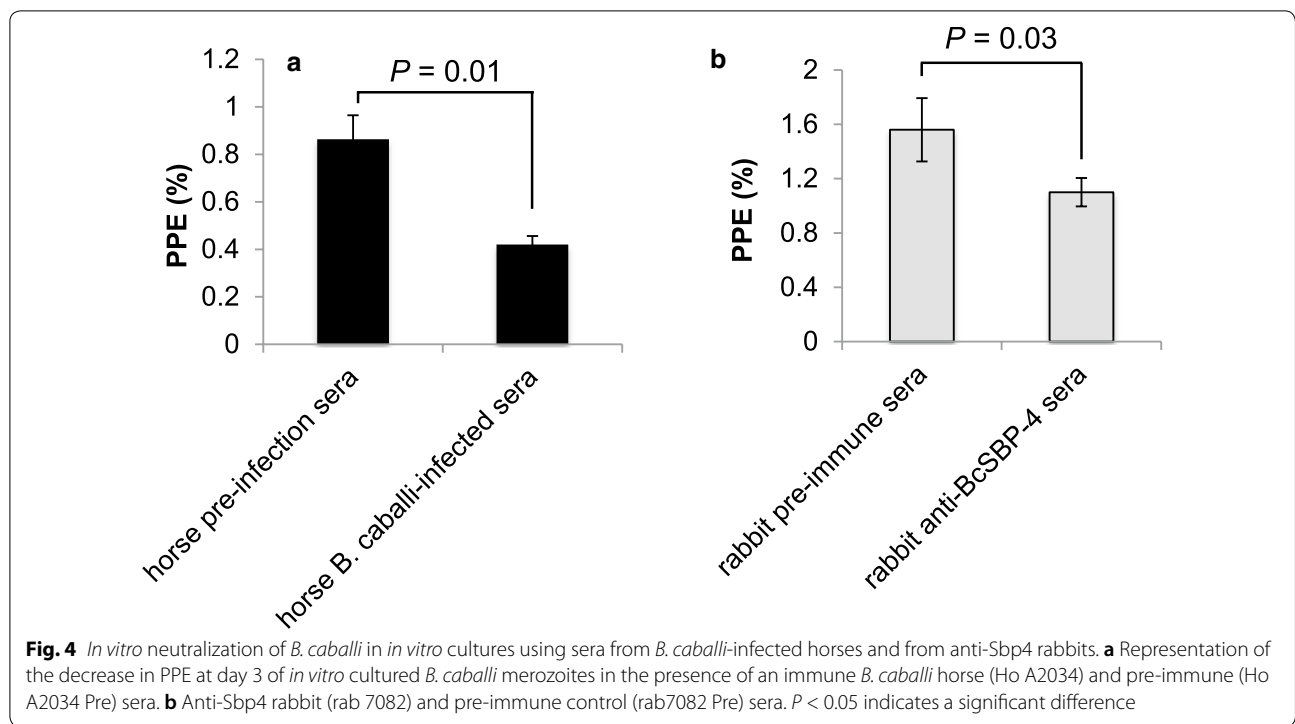 a
P = 0.01
PPE (%)
1.2
1
0.8
0.6
0.4
0.2
0
horse pre-infection sera
horse B. caballi-infected sera
b
P = 0.03
PPE (%)
2
1.6
1.2
0.8
0.4
0
rabbit pre-immune sera
rabbit anti-BcSBP-4 sera
Fig. 4 In vitro neutralization of B. caballi in in vitro cultures using sera from B. caballi-infected horses and from anti-Sbp4 rabbits. a Representation of
the decrease in PPE at day 3 of in vitro cultured B. caballi merozoites in the presence of an immune B. caballi horse (Ho A2034) and pre-immune (Ho
A2034 Pre) sera. b Anti-Sbp4 rabbit (rab 7082) and pre-immune control (rab7082 Pre) sera. P < 0.05 indicates a significant difference